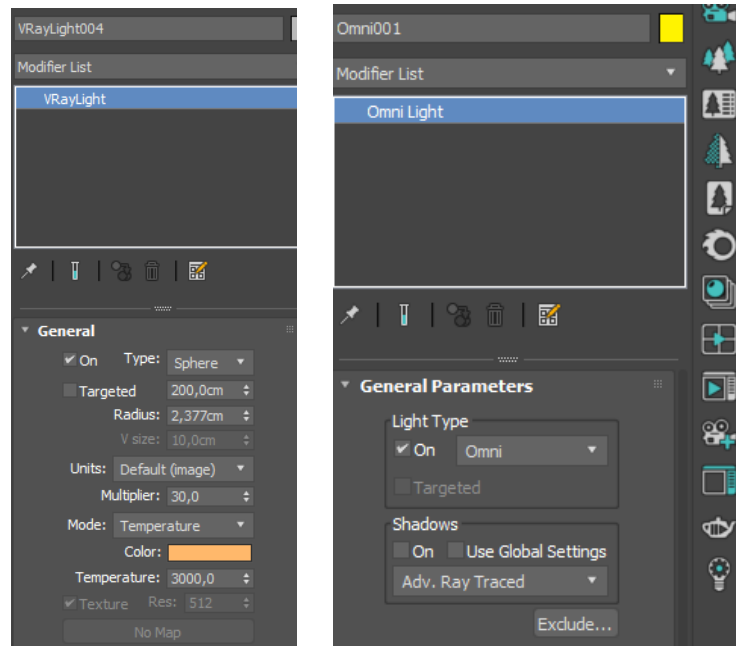 VRayLight004
Modifier List
VRayLight
General
On Type: Sphere
Targeted 200,0cm
Radius: 2,377cm
V size: 10,0cm
Units: Default (image)
Multiplier: 30,0
Mode: Temperature
Color:
Temperature: 3000,0
Texture Res: 512
No Map
Omni001
Modifier List
Omni Light
General Parameters
Light Type
On Omni
Targeted
Shadows
On Use Global Settings
Adv. Ray Traced
Exclude...